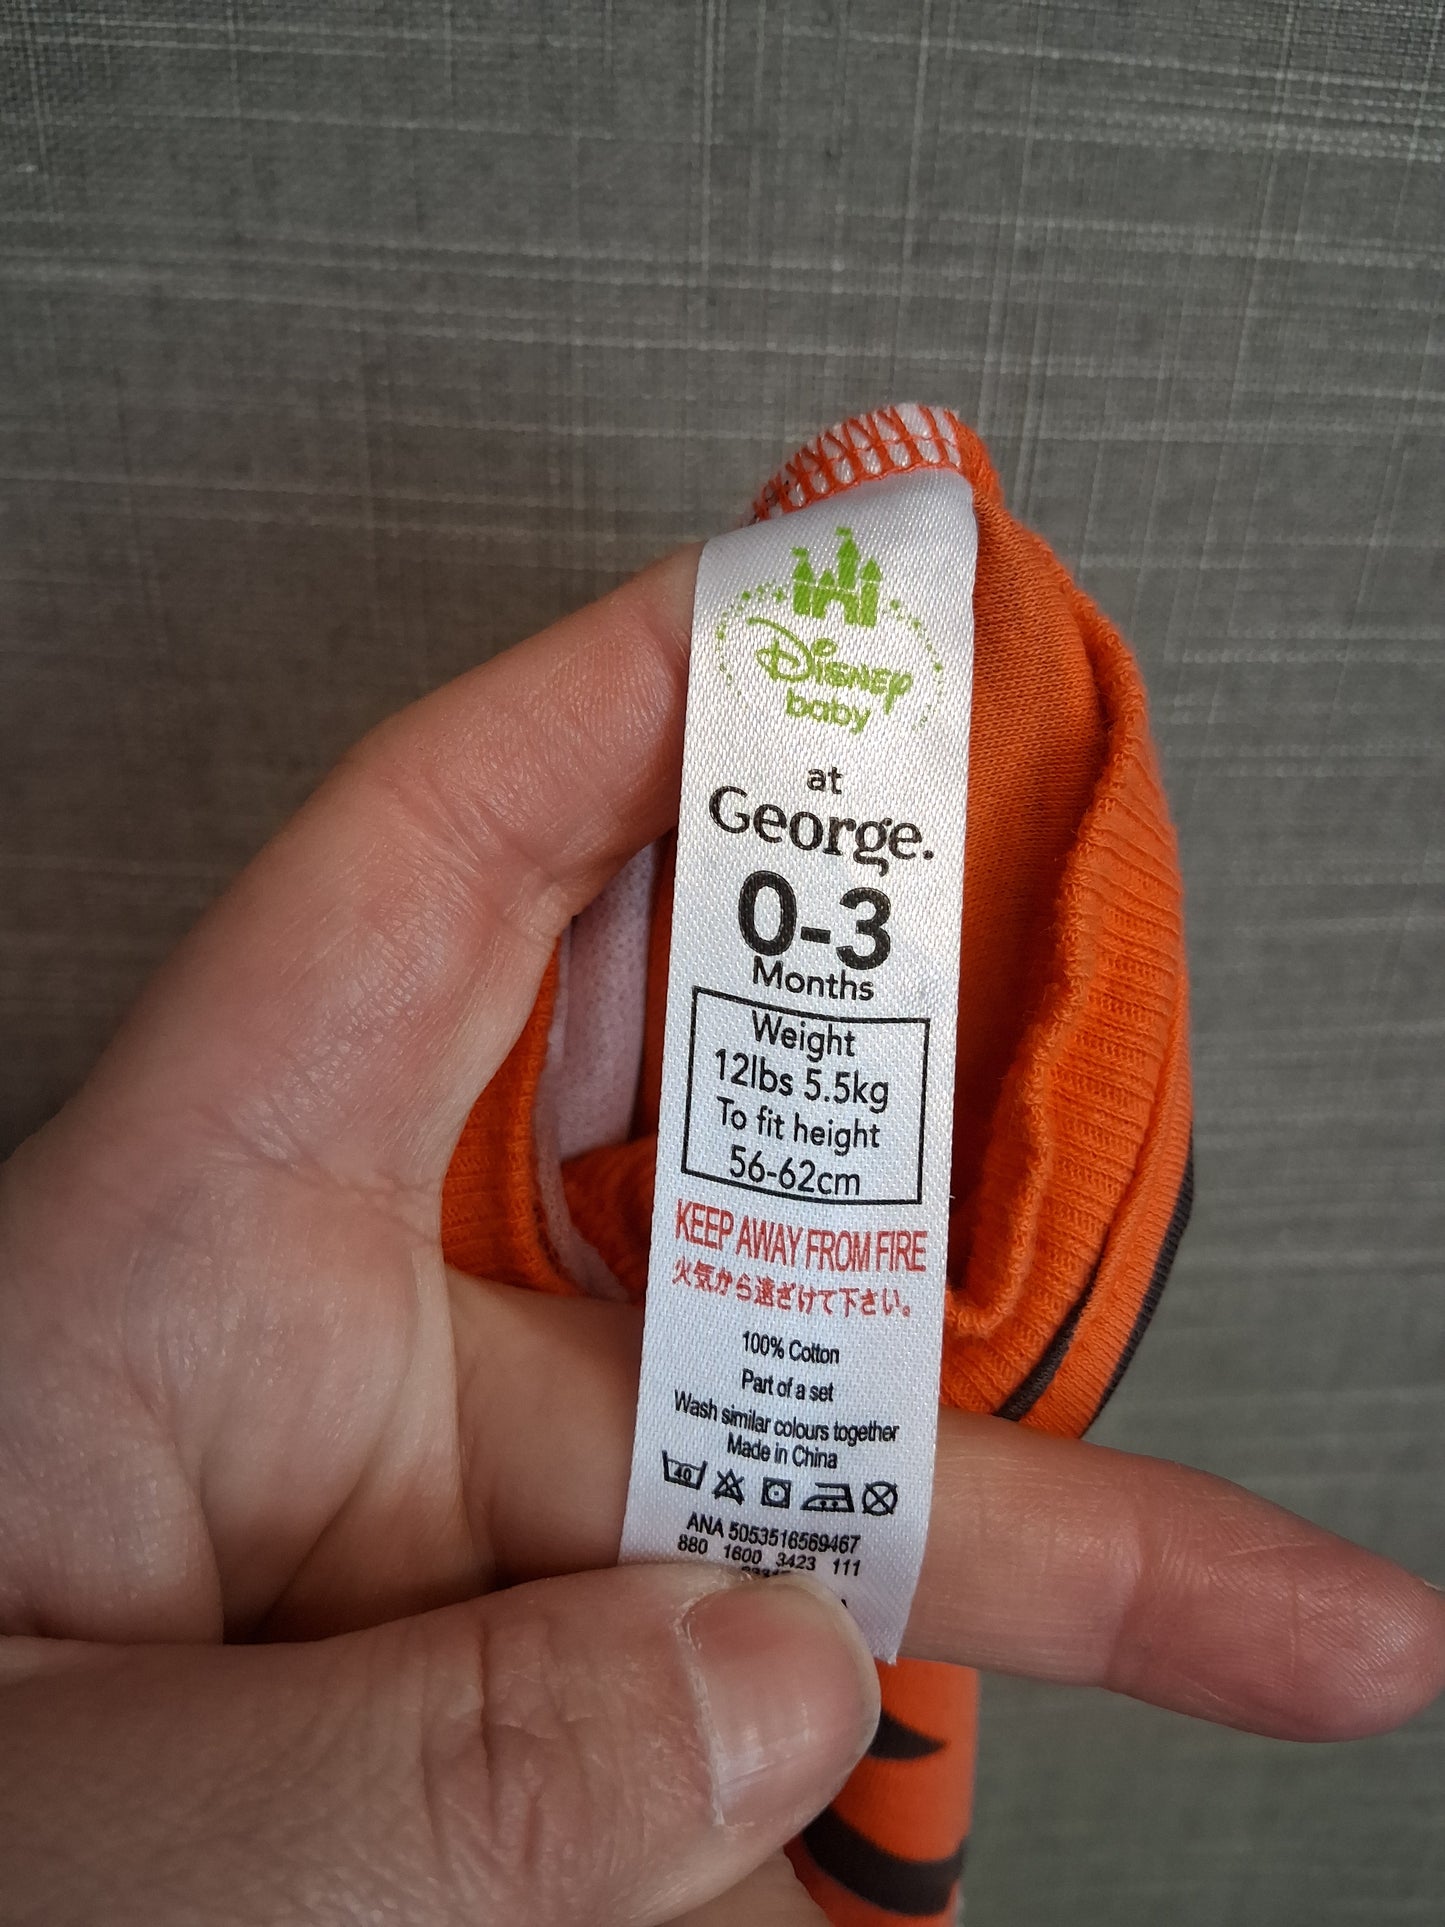 Disney
baby
at
George.
0-3
Months
Weight
12lbs 5.5kg
To fit height
56-62cm
KEEP AWAY FROM FIRE
火気から遠ざけて下さい。
100% Cotton
Part of a set
Wash similar colours together
Made in China
40
ANA 5053516569467
880 1600 3423 111